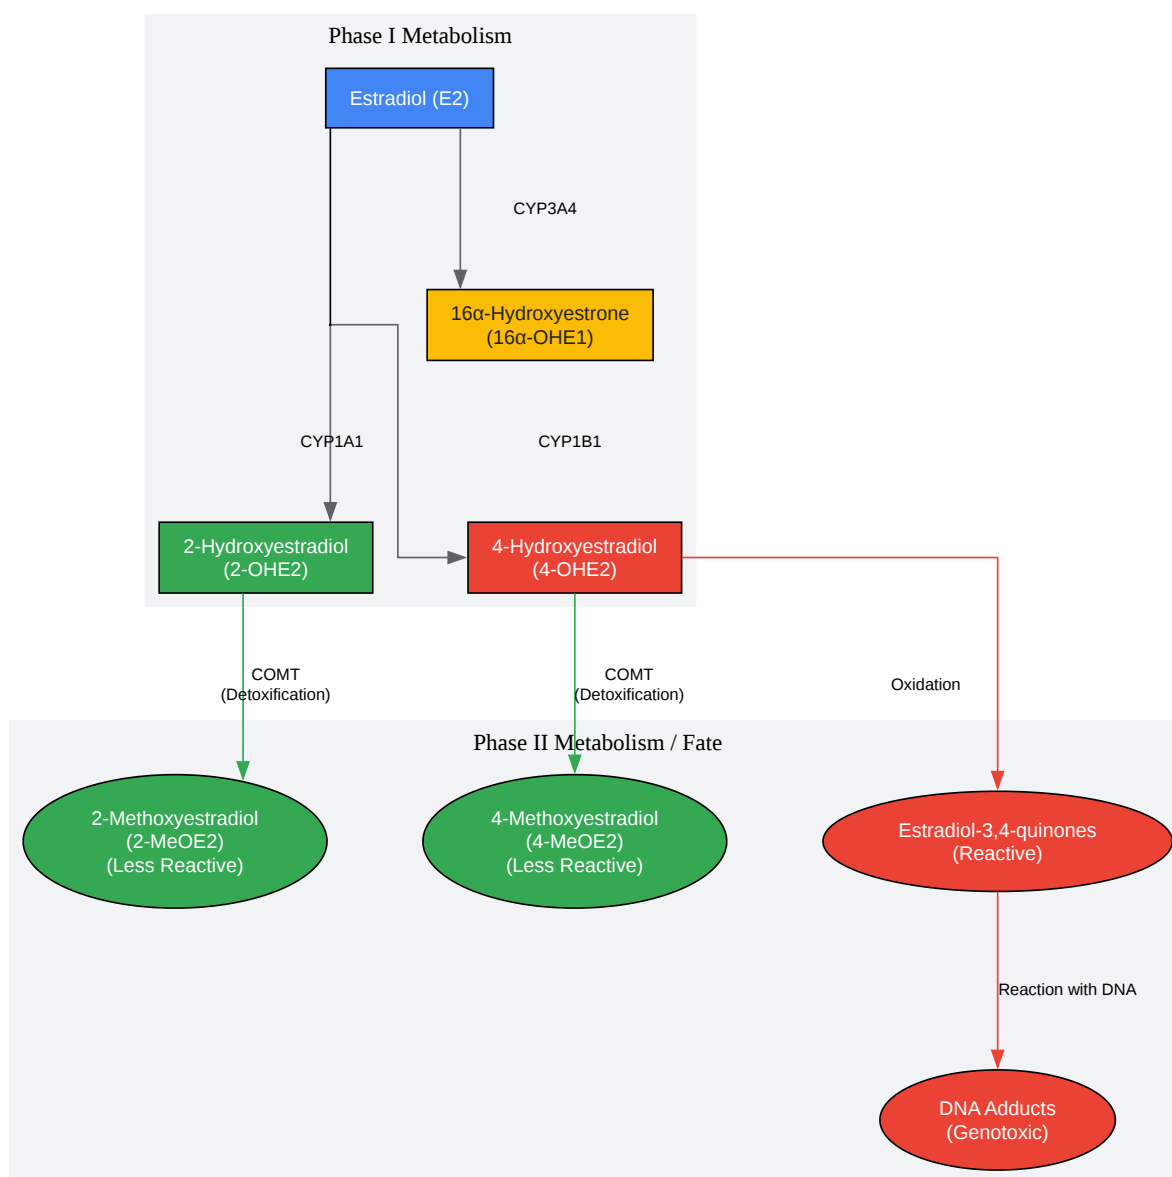 Phase I Metabolism
Estradiol (E2)
CYP3A4
16α-Hydroxyestrone
(16α-OHE1)
CYP1A1
CYP1B1
2-Hydroxyestradiol
(2-OHE2)
4-Hydroxyestradiol
(4-OHE2)
COMT
(Detoxification)
COMT
(Detoxification)
Oxidation
Phase II Metabolism / Fate
2-Methoxyestradiol
(2-MeOE2)
(Less Reactive)
4-Methoxyestradiol
(4-MeOE2)
(Less Reactive)
Estradiol-3,4-quinones
(Reactive)
Reaction with DNA
DNA Adducts
(Genotoxic)